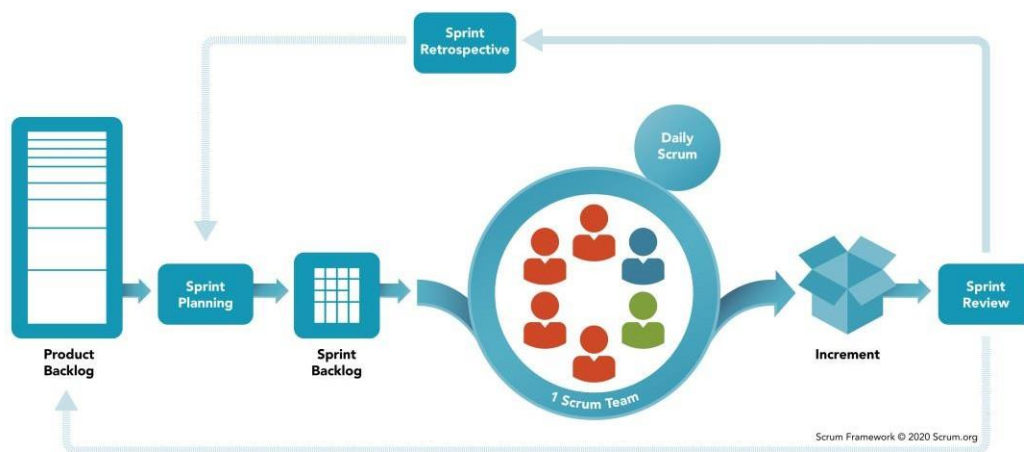 Sprint
Retrospective
Daily
Scrum
Sprint
Planning
Sprint
Review
Product
Backlog
Sprint
Backlog
1 Scrum Team
Increment
Scrum Framework © 2020 Scrum.org